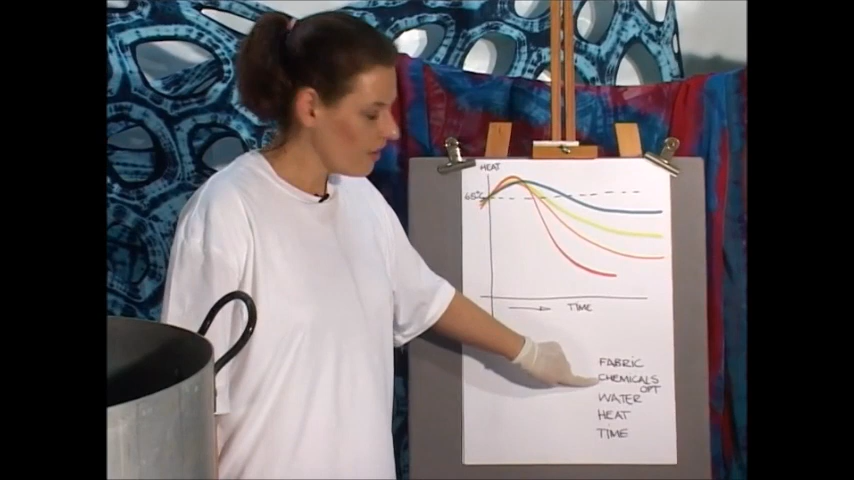 HEAT
65°C
TIME
FABRIC
CHEMICALS
OPT
WATER
HEAT
TIME